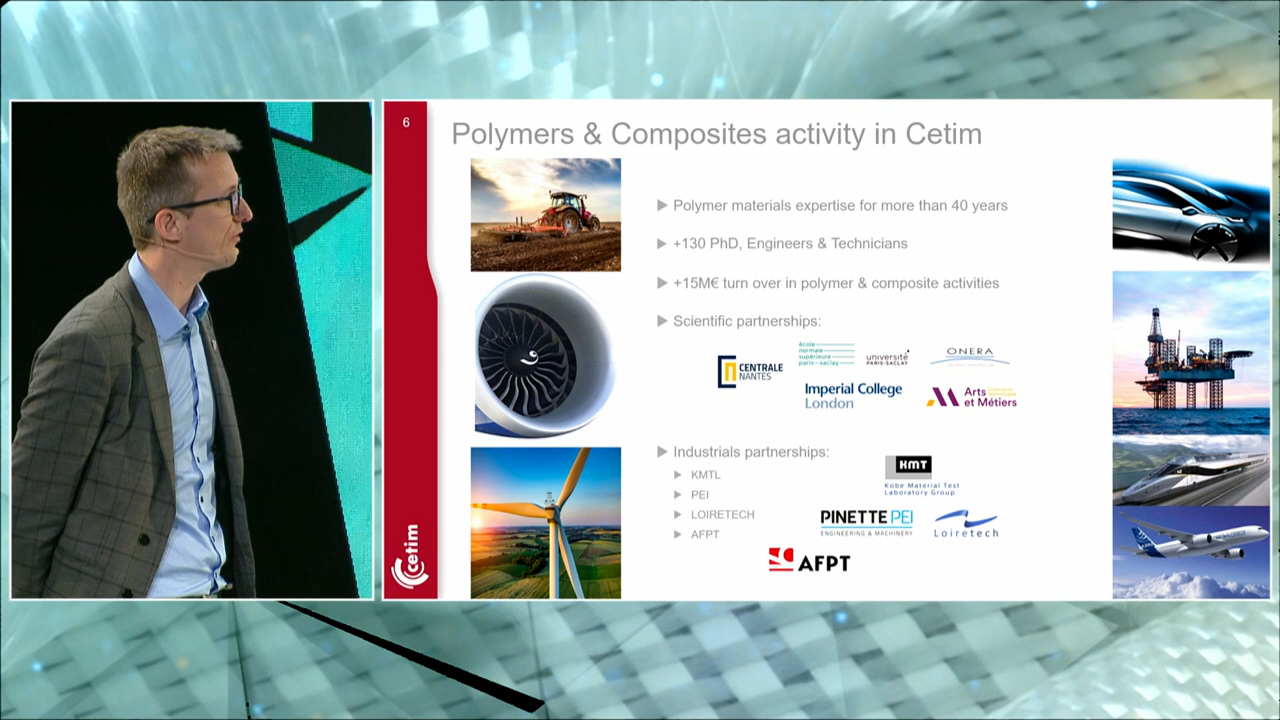 6
Polymers & Composites activity in Cetim
Polymer materials expertise for more than 40 years
+130 PhD, Engineers & Technicians
+15M€ turn over in polymer & composite activities
Scientific partnerships:
CENTRALE
NANTES
école
normale
supérieure
paris–saclay
université
PARIS-SACLAY
ONERA
Imperial College
London
Arts
et Métiers
Industrials partnerships:
KMTL
PEI
LOIRETECH
AFPT
KMT
Kobe Material Test
Laboratory Group
PINETTE PEI
ENGINEERING & MACHINERY
Loiretech
AFPT
cetim